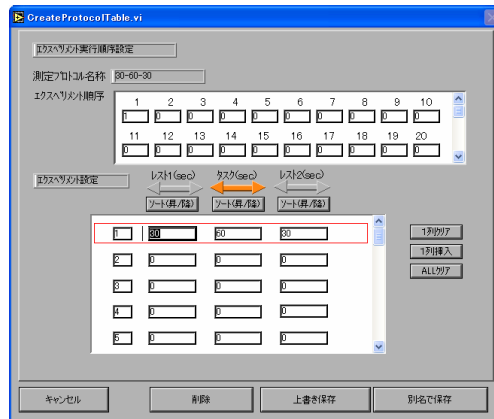 CreateProtocolTable.vi
エクスペリメント実行順序設定
測定プロトコル名称 30-60-30
エクスペリメント順序
1 2 3 4 5 6 7 8 9 10
1 0 0 0 0 0 0 0 0 0
11 12 13 14 15 16 17 18 19 20
0 0 0 0 0 0 0 0 0 0
エクスペリメント設定
レスト1(sec) タスク(sec) レスト2(sec)
ソート(昇/降) ソート(昇/降) ソート(昇/降)
1 30 60 30
2 0 0 0
3 0 0 0
4 0 0 0
5 0 0 0
1列クリア
1列挿入
ALLクリア
キャンセル 削除 上書き保存 別名で保存